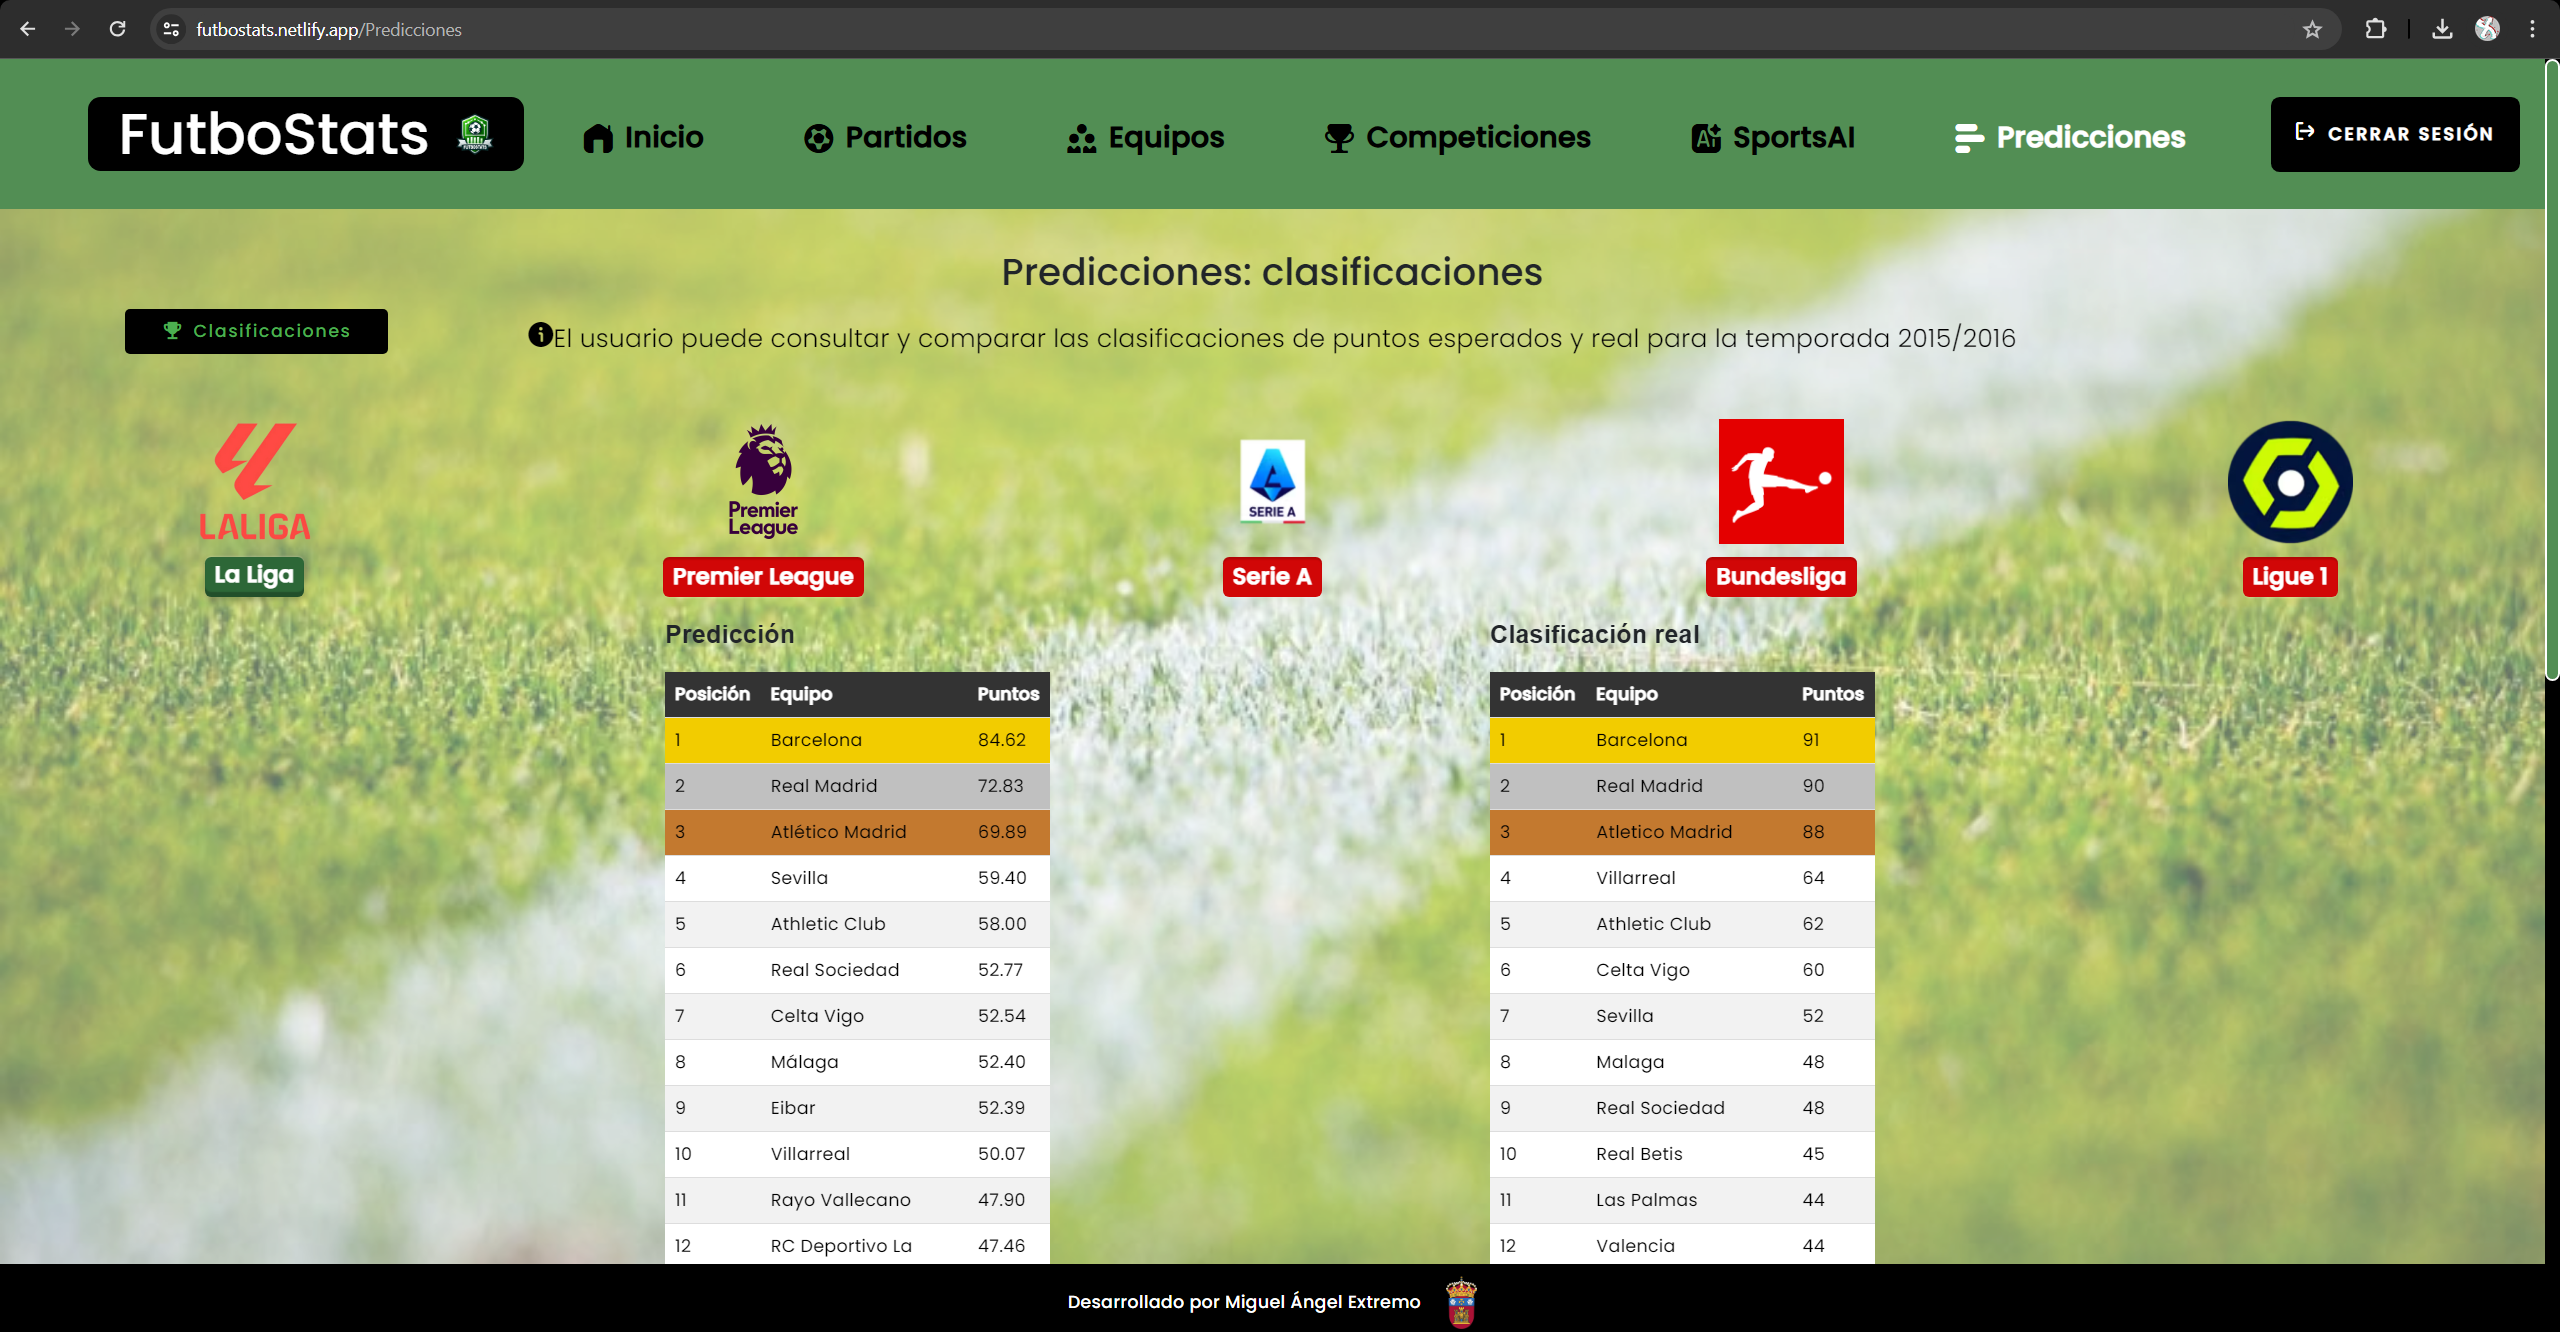 futbostats.netlify.app/Predicciones
FutboStats Inicio Partidos Equipos Competiciones SportsAI Predicciones CERRAR SESIÓN
Predicciones: clasificaciones
Clasificaciones
El usuario puede consultar y comparar las clasificaciones de puntos esperados y real para la temporada 2015/2016
LALIGA
Premier
League
SERIE A
La Liga Premier League Serie A Bundesliga Ligue 1
Predicción
Posición Equipo Puntos
1 Barcelona 84.62
2 Real Madrid 72.83
3 Atlético Madrid 69.89
4 Sevilla 59.40
5 Athletic Club 58.00
6 Real Sociedad 52.77
7 Celta Vigo 52.54
8 Málaga 52.40
9 Eibar 52.39
10 Villarreal 50.07
11 Rayo Vallecano 47.90
12 RC Deportivo La 47.46
Clasificación real
Posición Equipo Puntos
1 Barcelona 91
2 Real Madrid 90
3 Atletico Madrid 88
4 Villarreal 64
5 Athletic Club 62
6 Celta Vigo 60
7 Sevilla 52
8 Malaga 48
9 Real Sociedad 48
10 Real Betis 45
11 Las Palmas 44
12 Valencia 44
Desarrollado por Miguel Ángel Extremo